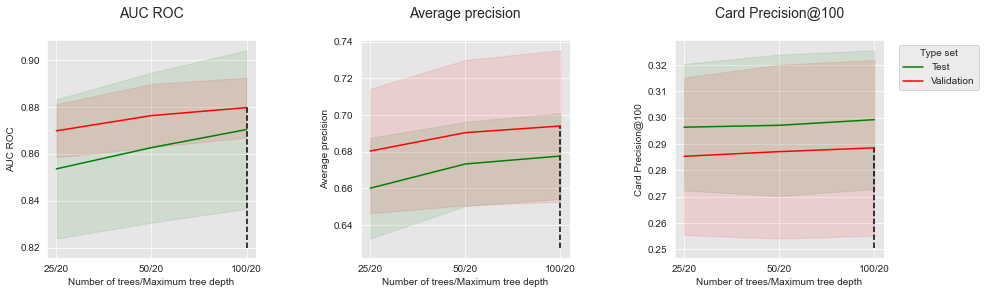 AUC ROC
0.90
0.88
0.86
0.84
0.82
AUC ROC
25/20 50/20 100/20
Number of trees/Maximum tree depth
Average precision
0.74
0.72
0.70
0.68
0.66
0.64
Average precision
25/20 50/20 100/20
Number of trees/Maximum tree depth
Card Precision@100
0.32
0.31
0.30
0.29
0.28
0.27
0.26
0.25
Card Precision@100
25/20 50/20 100/20
Number of trees/Maximum tree depth
Type set
Test
Validation